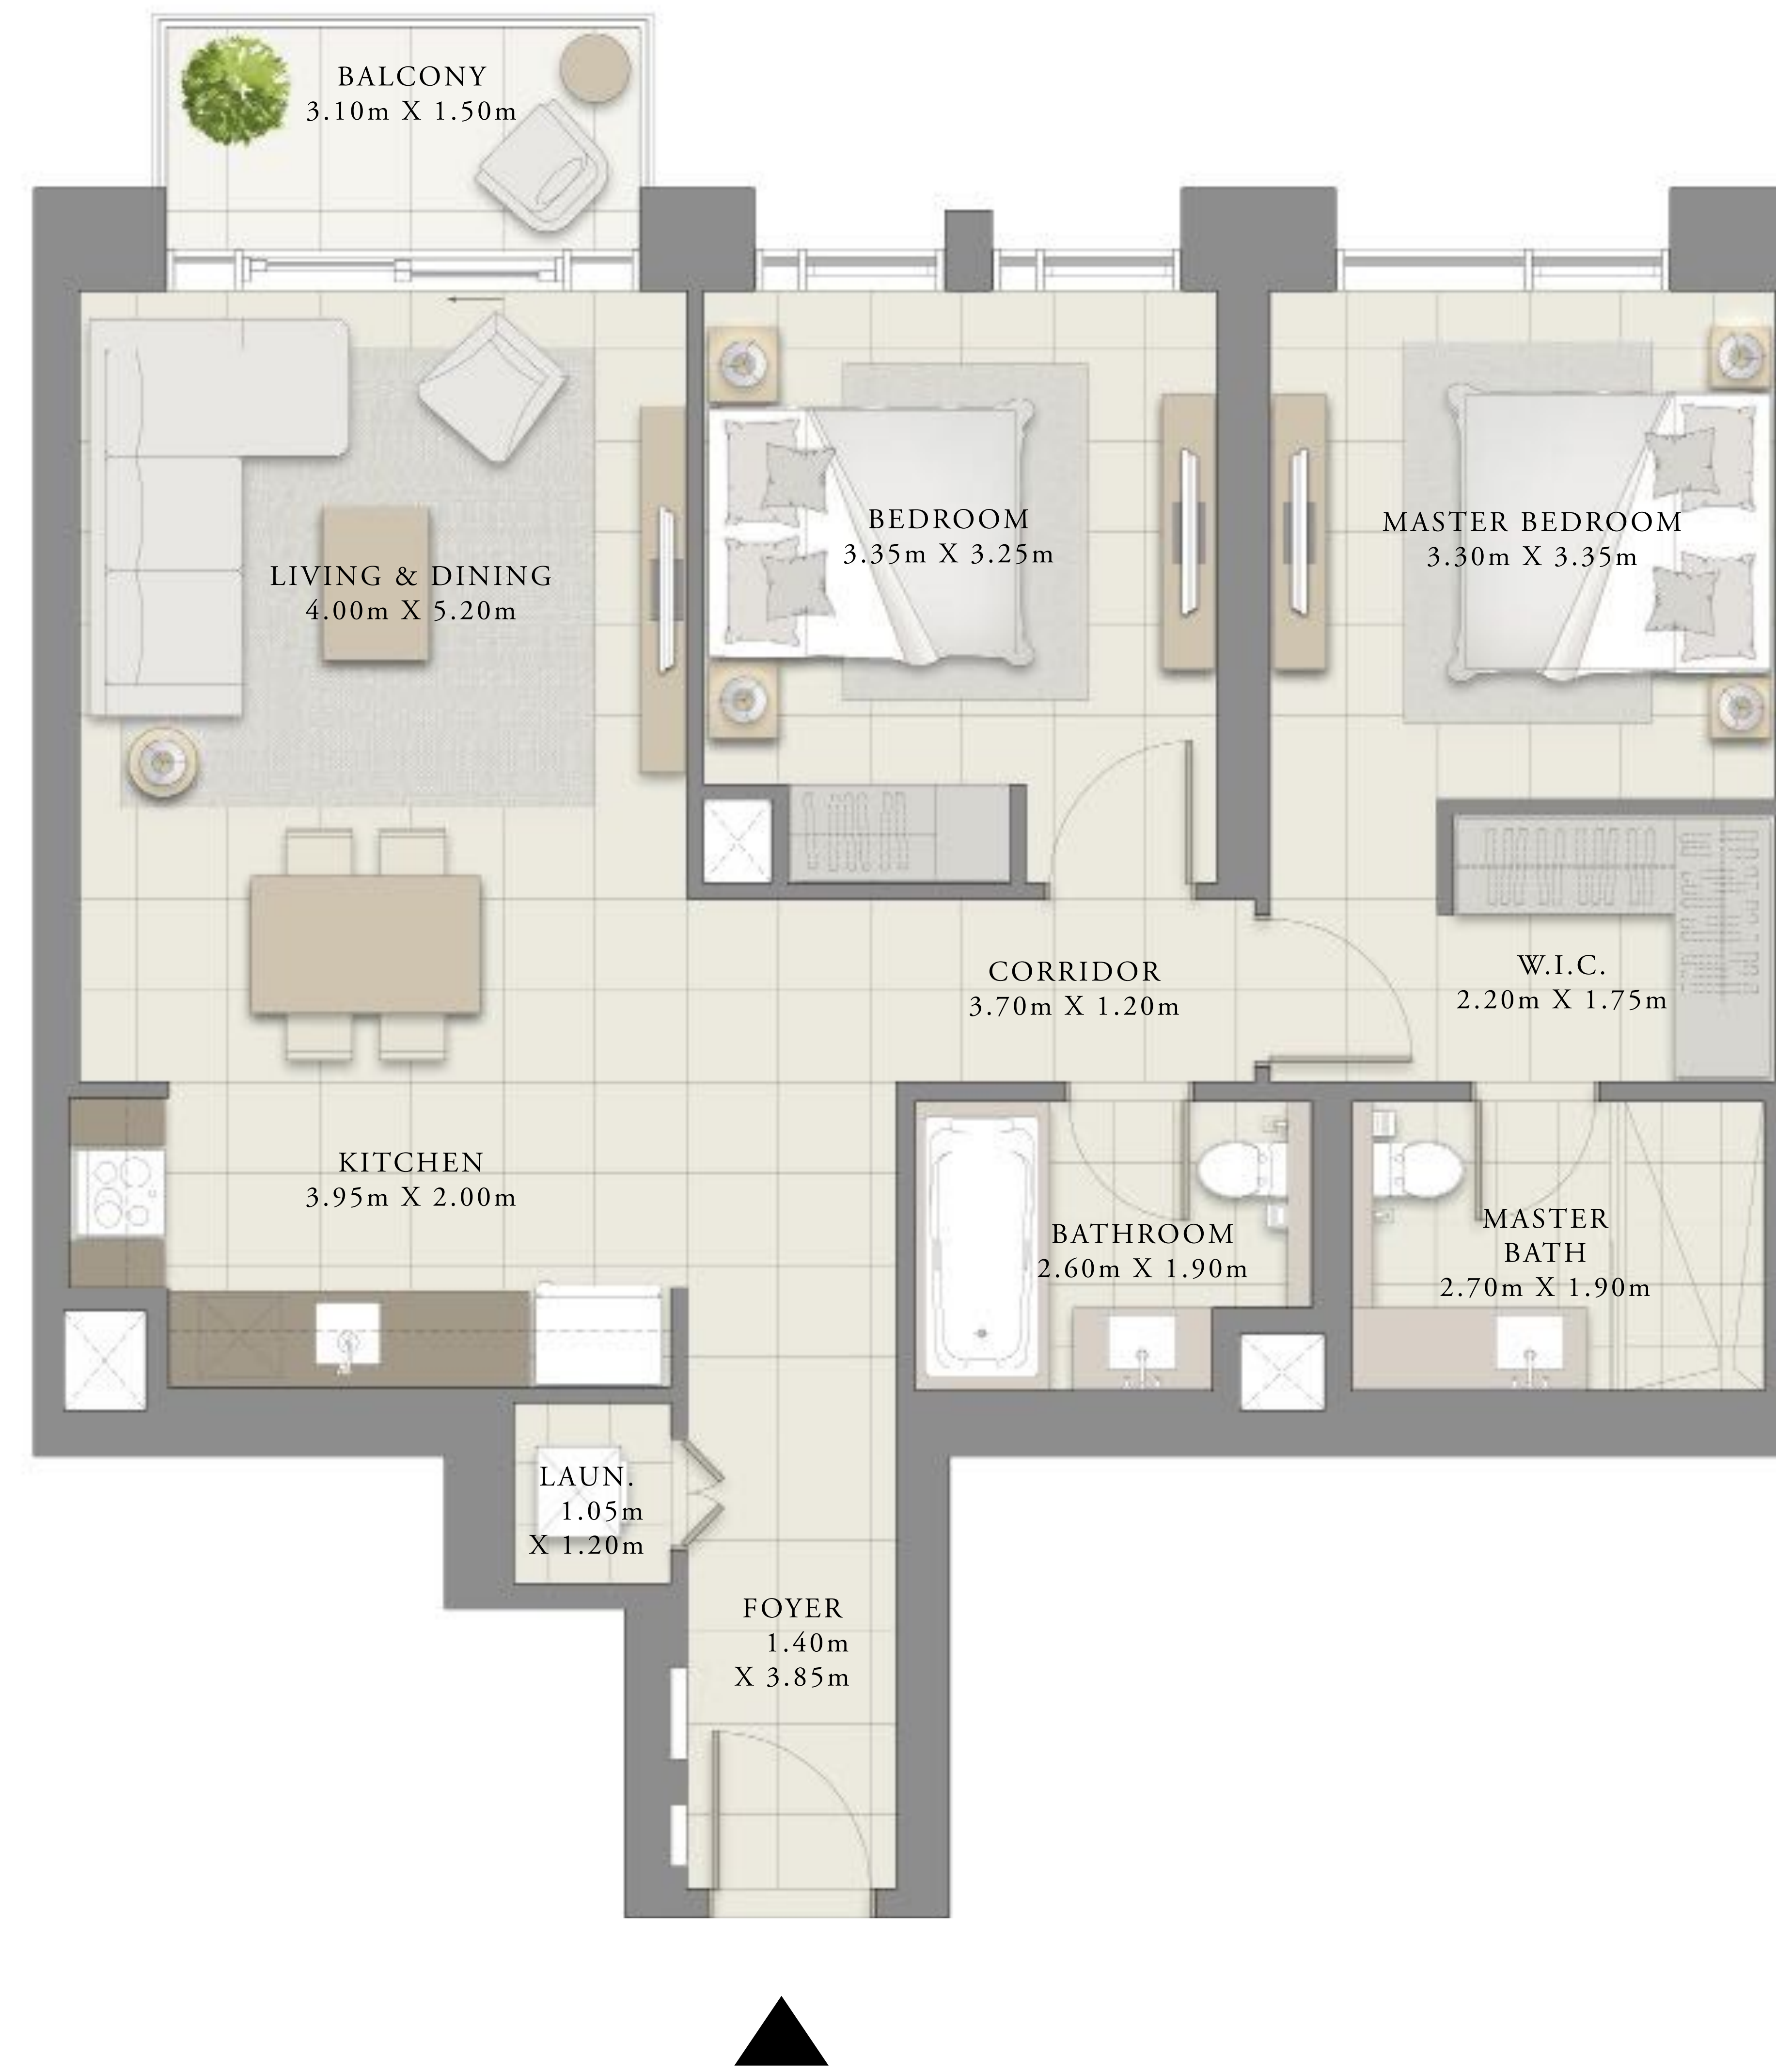 BALCONY
3.10m X 1.50m
BEDROOM
3.35m X 3.25m
MASTER BEDROOM
3.30m X 3.35m
LIVING & DINING
4.00m X 5.20m
CORRIDOR
3.70m X 1.20m
W.I.C.
2.20m X 1.75m
KITCHEN
3.95m X 2.00m
BATHROOM
2.60m X 1.90m
MASTER
BATH
2.70m X 1.90m
LAUN.
1.05m
X 1.20m
FOYER
1.40m
X 3.85m